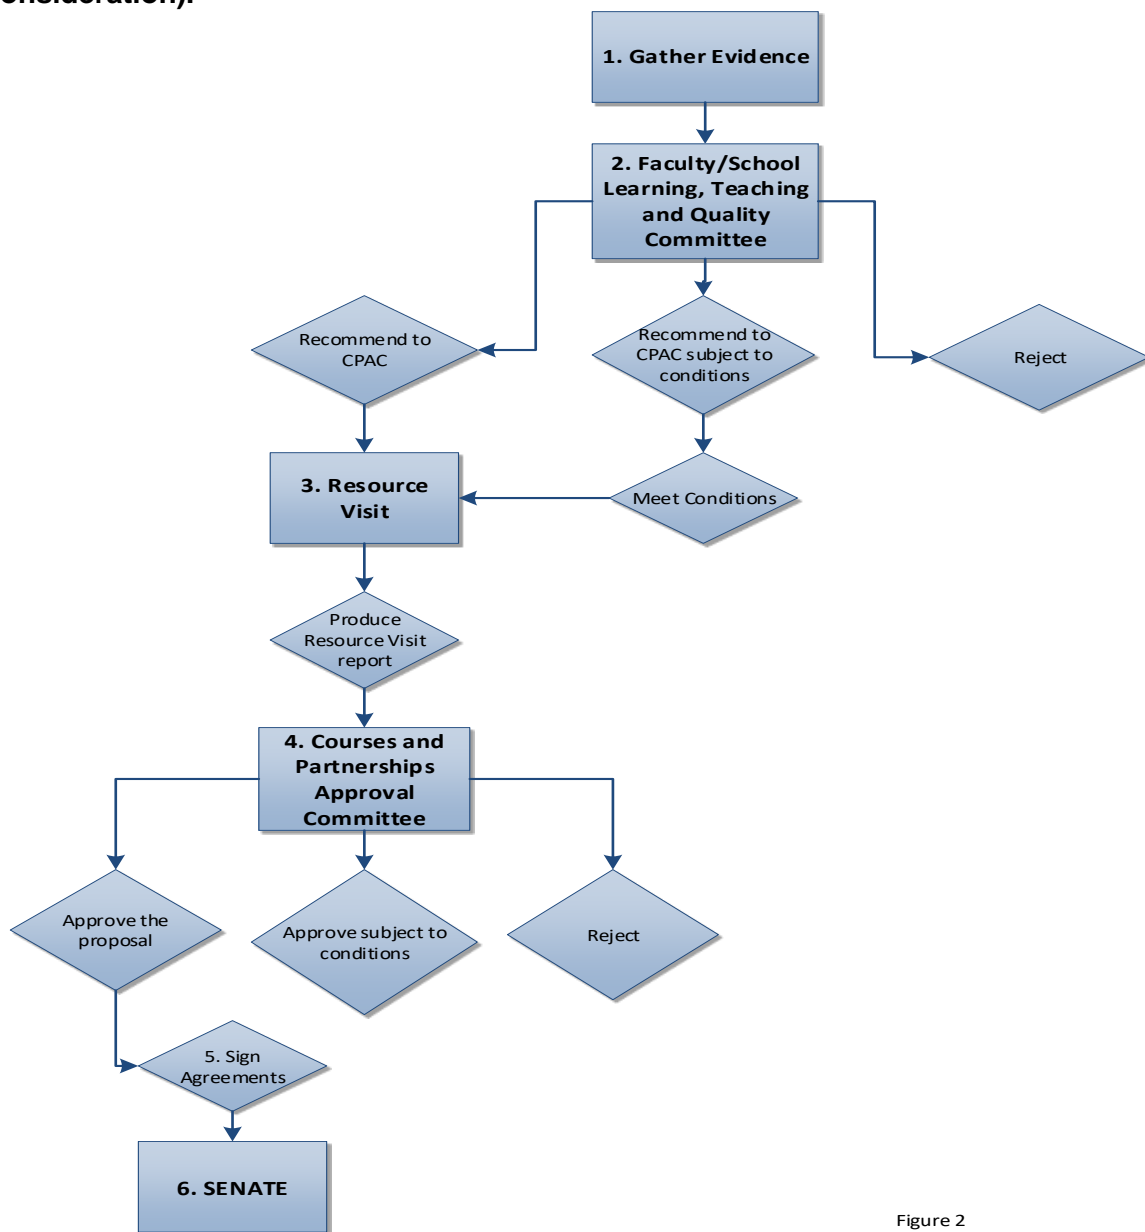 onsideration).
1. Gather Evidence
2. Faculty/School
Learning, Teaching
and Quality
Committee
Recommend to
CPAC
Recommend to
CPAC subject to
conditions
Reject
3. Resource
Visit
Meet Conditions
Produce
Resource Visit
report
4. Courses and
Partnerships
Approval
Committee
Approve the
proposal
Approve subject to
conditions
Reject
5. Sign
Agreements
6. SENATE
Figure 2